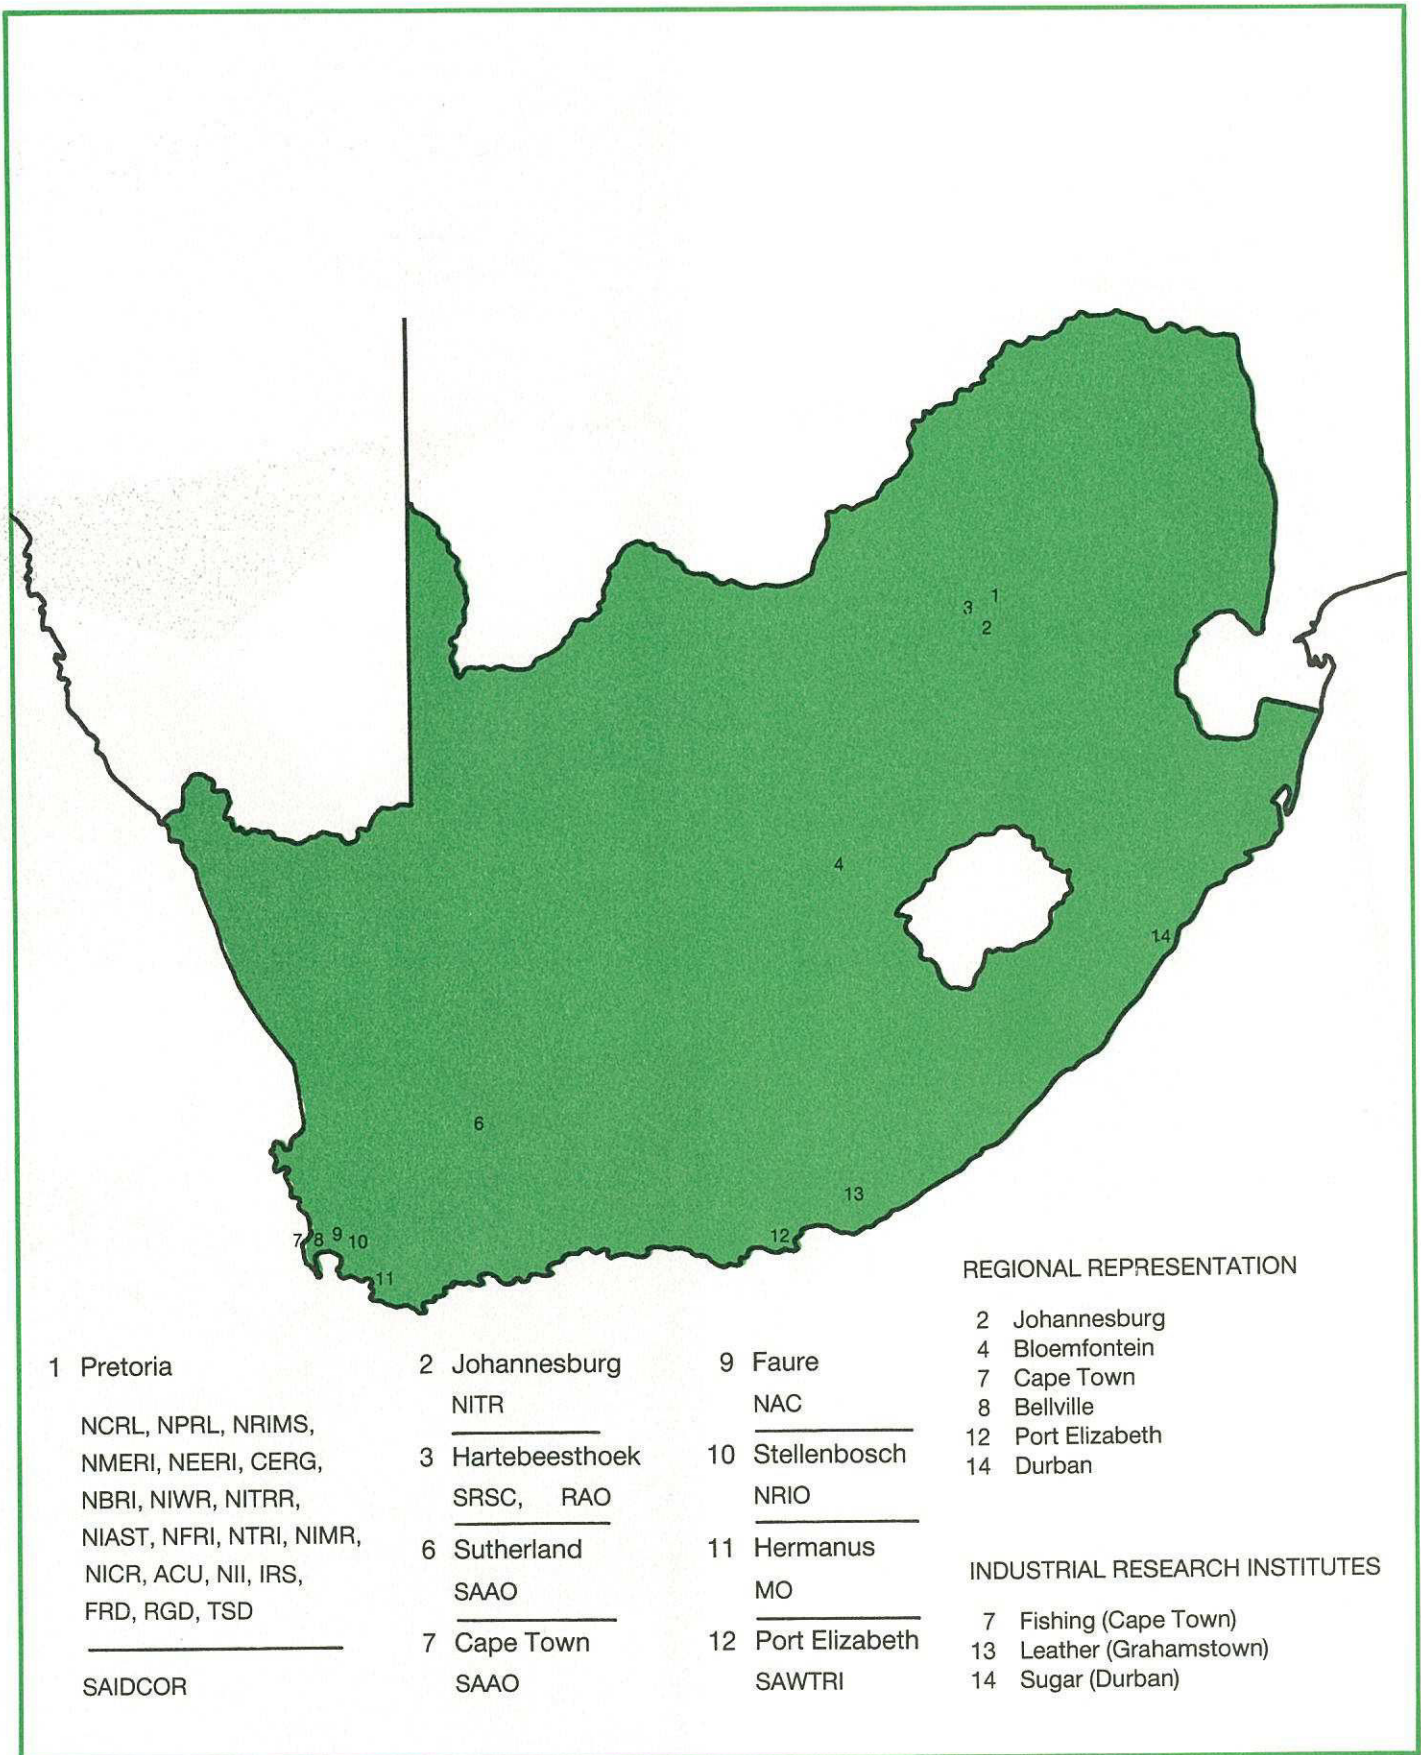 1
3
2
4
14
6
13
12
7 8 9 10
11
1 Pretoria
NCRL, NPRL, NRIMS,
NMERI, NEERI, CERG,
NBRI, NIWR, NITRR,
NIAST, NFRI, NTRI, NIMR,
NICR, ACU, NII, IRS,
FRD, RGD, TSD
SAIDCOR
2 Johannesburg
NITR
3 Hartebeesthoek
SRSC, RAO
6 Sutherland
SAAO
7 Cape Town
SAAO
9 Faure
NAC
10 Stellenbosch
NRIO
11 Hermanus
MO
12 Port Elizabeth
SAWTRI
REGIONAL REPRESENTATION
2 Johannesburg
4 Bloemfontein
7 Cape Town
8 Bellville
12 Port Elizabeth
14 Durban
INDUSTRIAL RESEARCH INSTITUTES
7 Fishing (Cape Town)
13 Leather (Grahamstown)
14 Sugar (Durban)